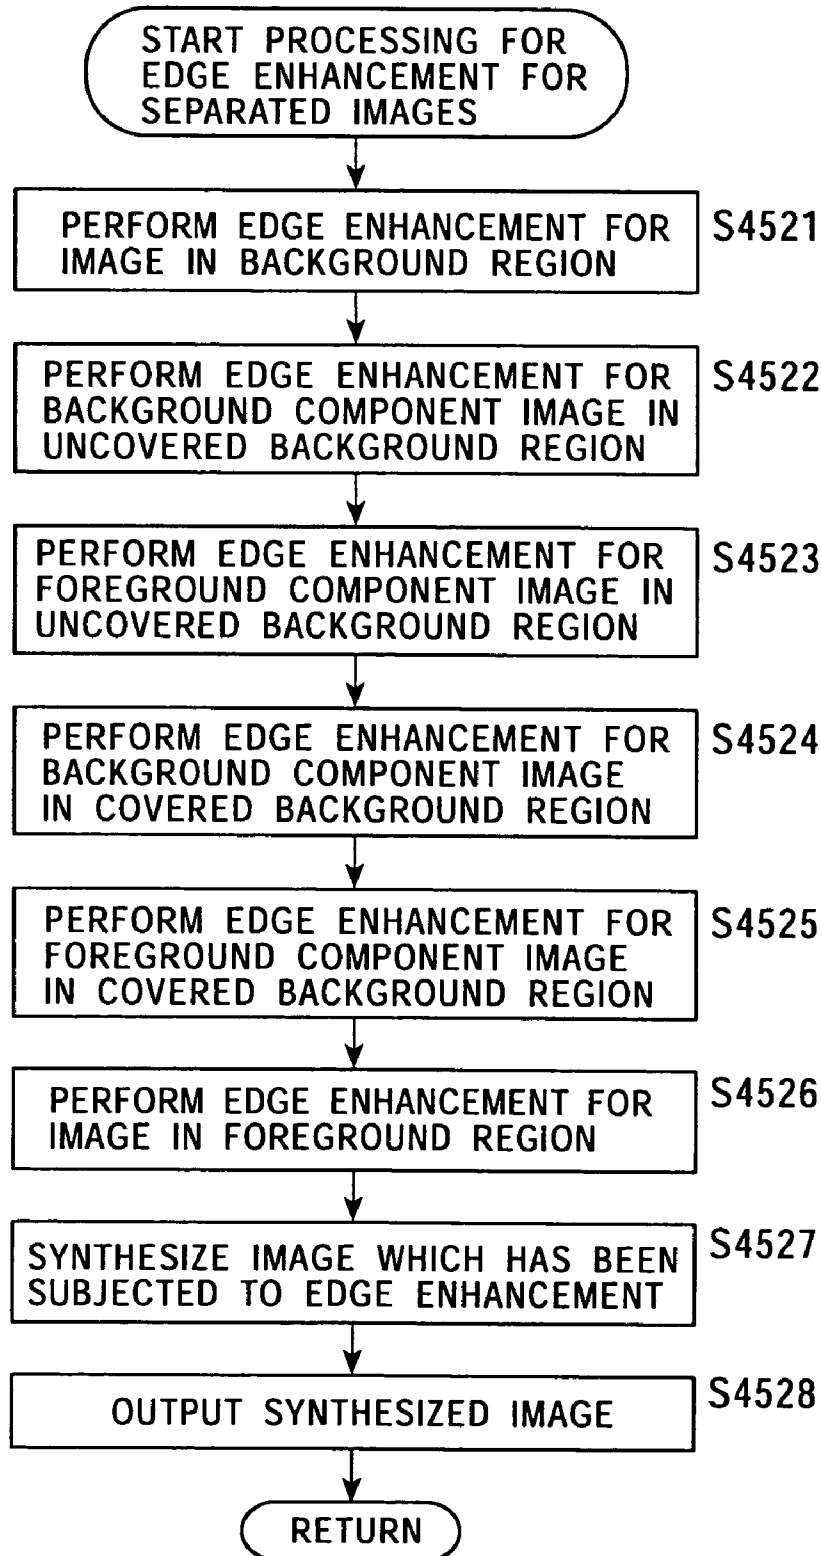 START PROCESSING FOR
EDGE ENHANCEMENT FOR
SEPARATED IMAGES
PERFORM EDGE ENHANCEMENT FOR
IMAGE IN BACKGROUND REGION
S4521
PERFORM EDGE ENHANCEMENT FOR
BACKGROUND COMPONENT IMAGE IN
UNCOVERED BACKGROUND REGION
S4522
PERFORM EDGE ENHANCEMENT FOR
FOREGROUND COMPONENT IMAGE IN
UNCOVERED BACKGROUND REGION
S4523
PERFORM EDGE ENHANCEMENT FOR
BACKGROUND COMPONENT IMAGE
IN COVERED BACKGROUND REGION
S4524
PERFORM EDGE ENHANCEMENT FOR
FOREGROUND COMPONENT IMAGE
IN COVERED BACKGROUND REGION
S4525
PERFORM EDGE ENHANCEMENT FOR
IMAGE IN FOREGROUND REGION
S4526
SYNTHESIZE IMAGE WHICH HAS BEEN
SUBJECTED TO EDGE ENHANCEMENT
S4527
OUTPUT SYNTHESIZED IMAGE
S4528
RETURN